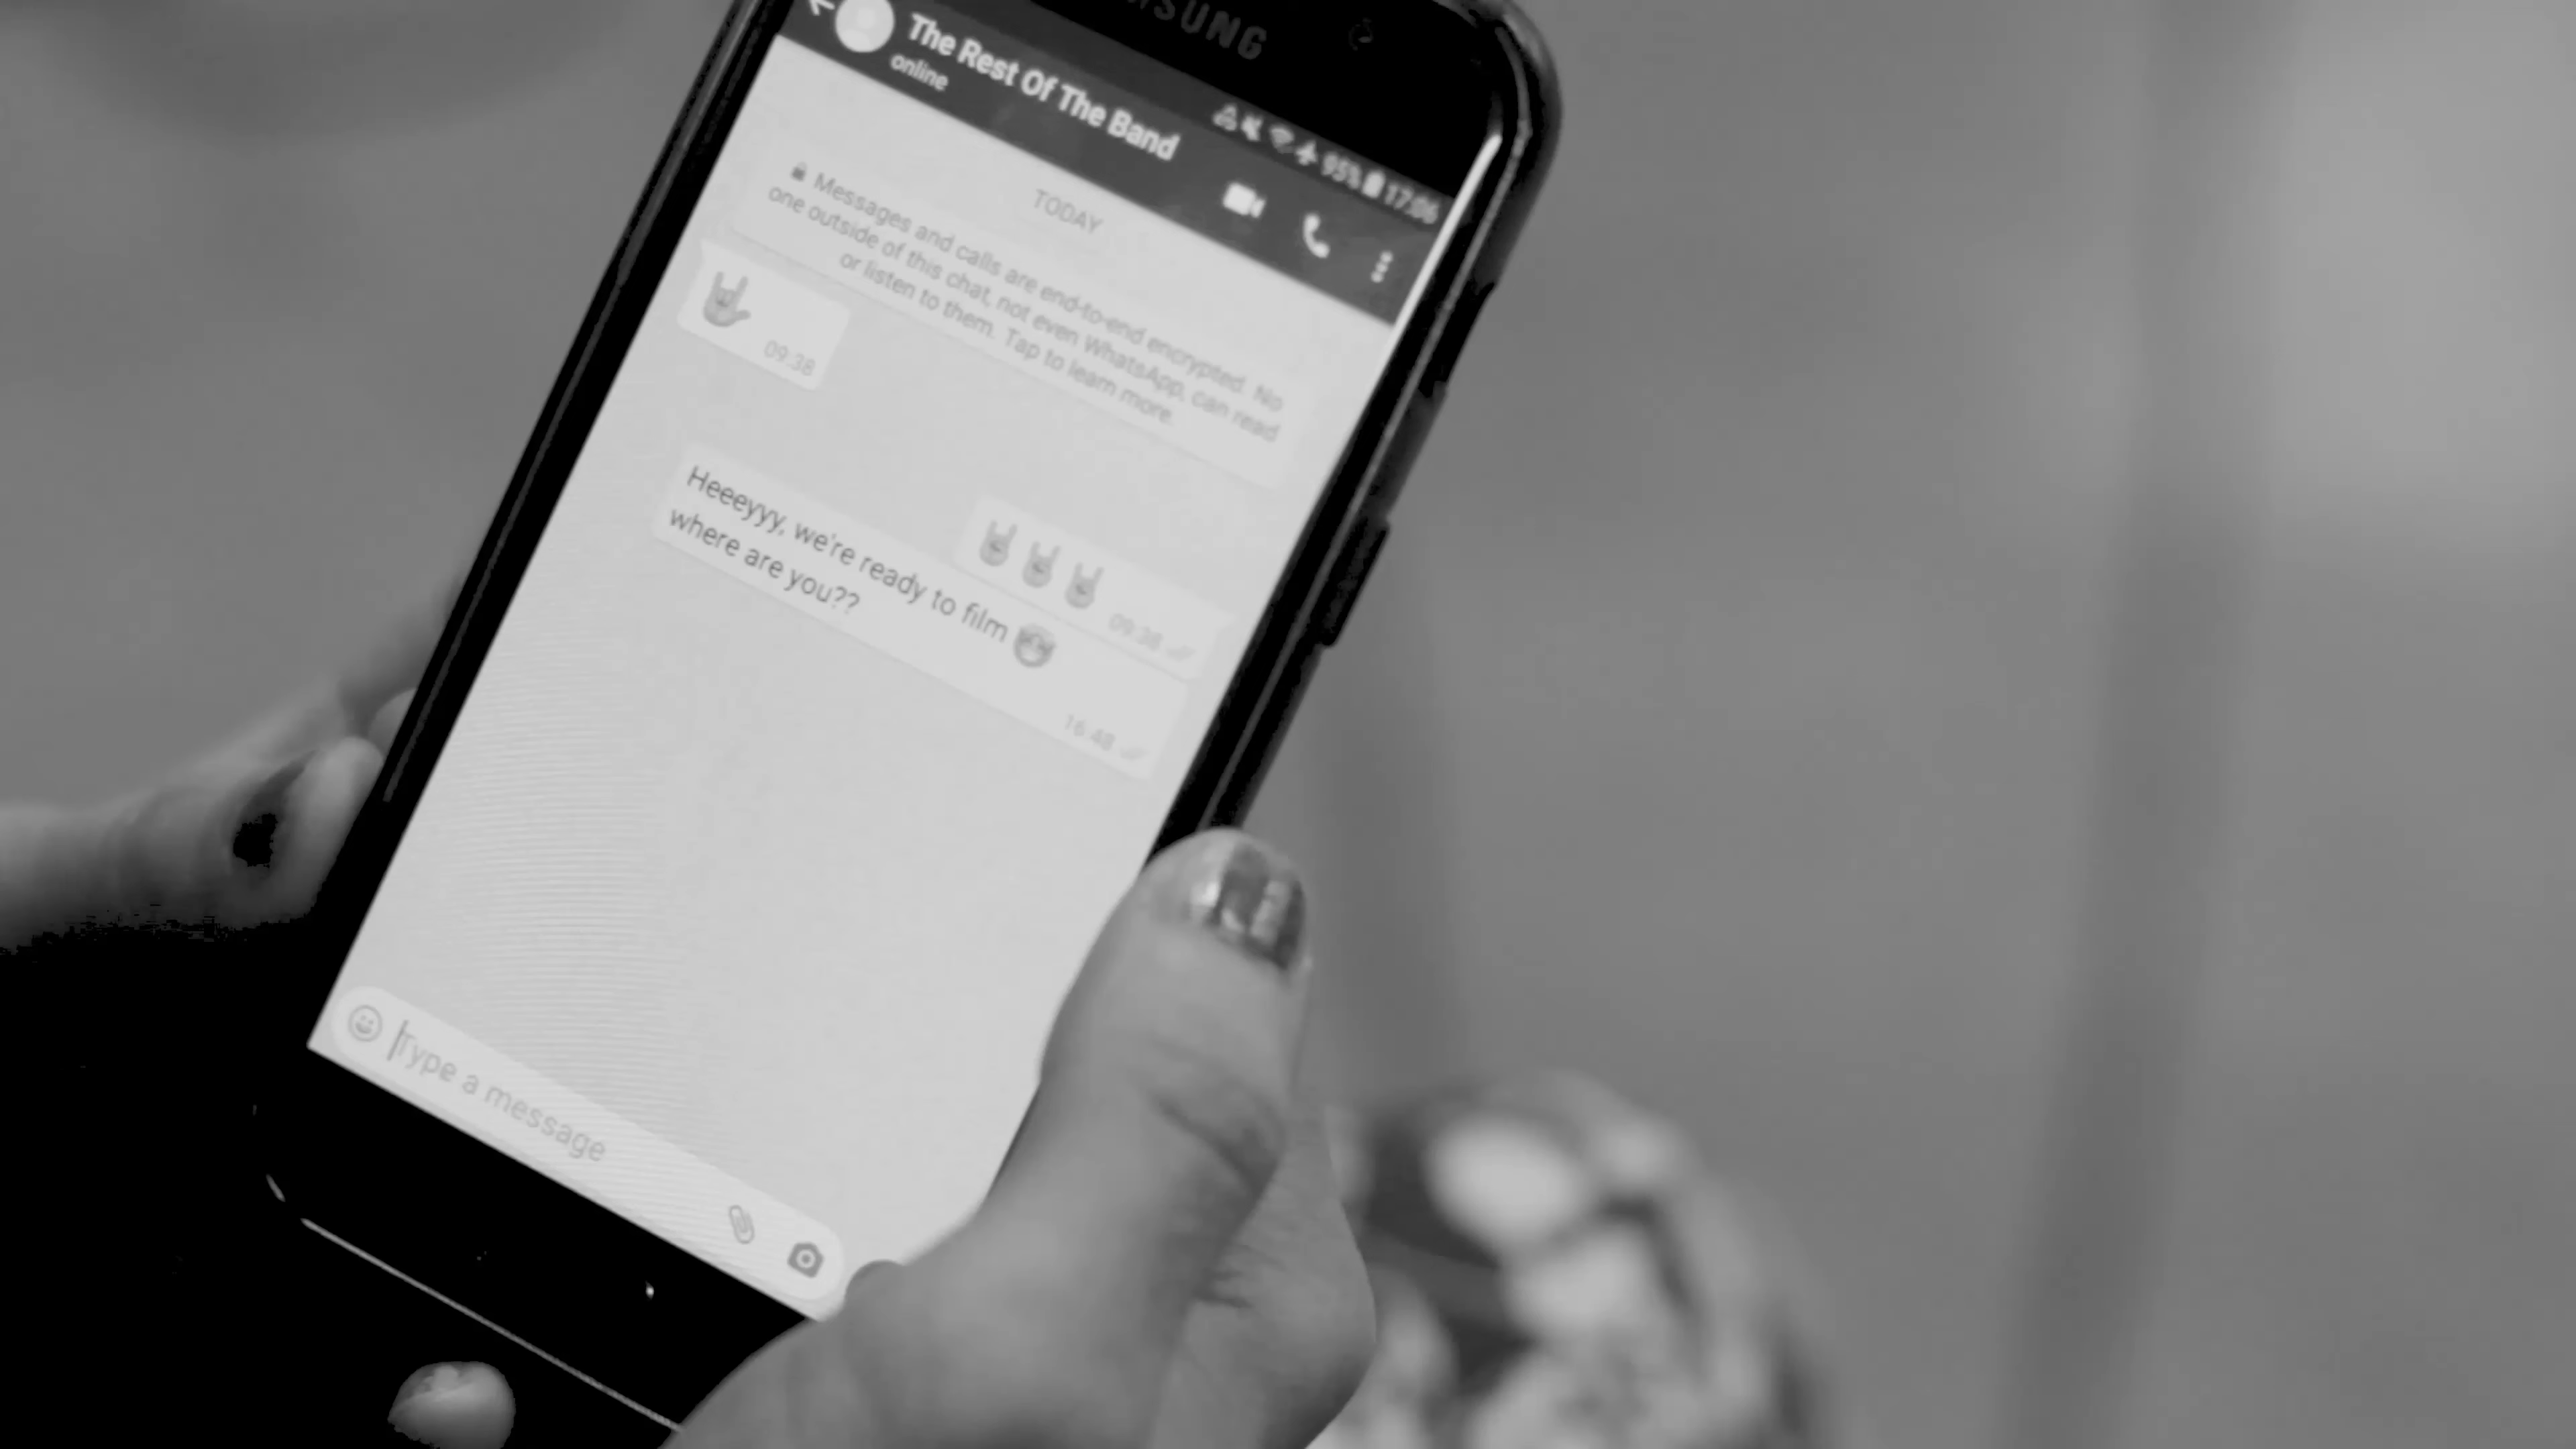 SUNG
The Rest Of The Band
online
95% 17:06
TODAY
Messages and calls are end-to-end encrypted. No
one outside of this chat, not even WhatsApp, can read
or listen to them. Tap to learn more.
09:38
09:38
Heeeyyy, we're ready to film
where are you??
16:48
Type a message